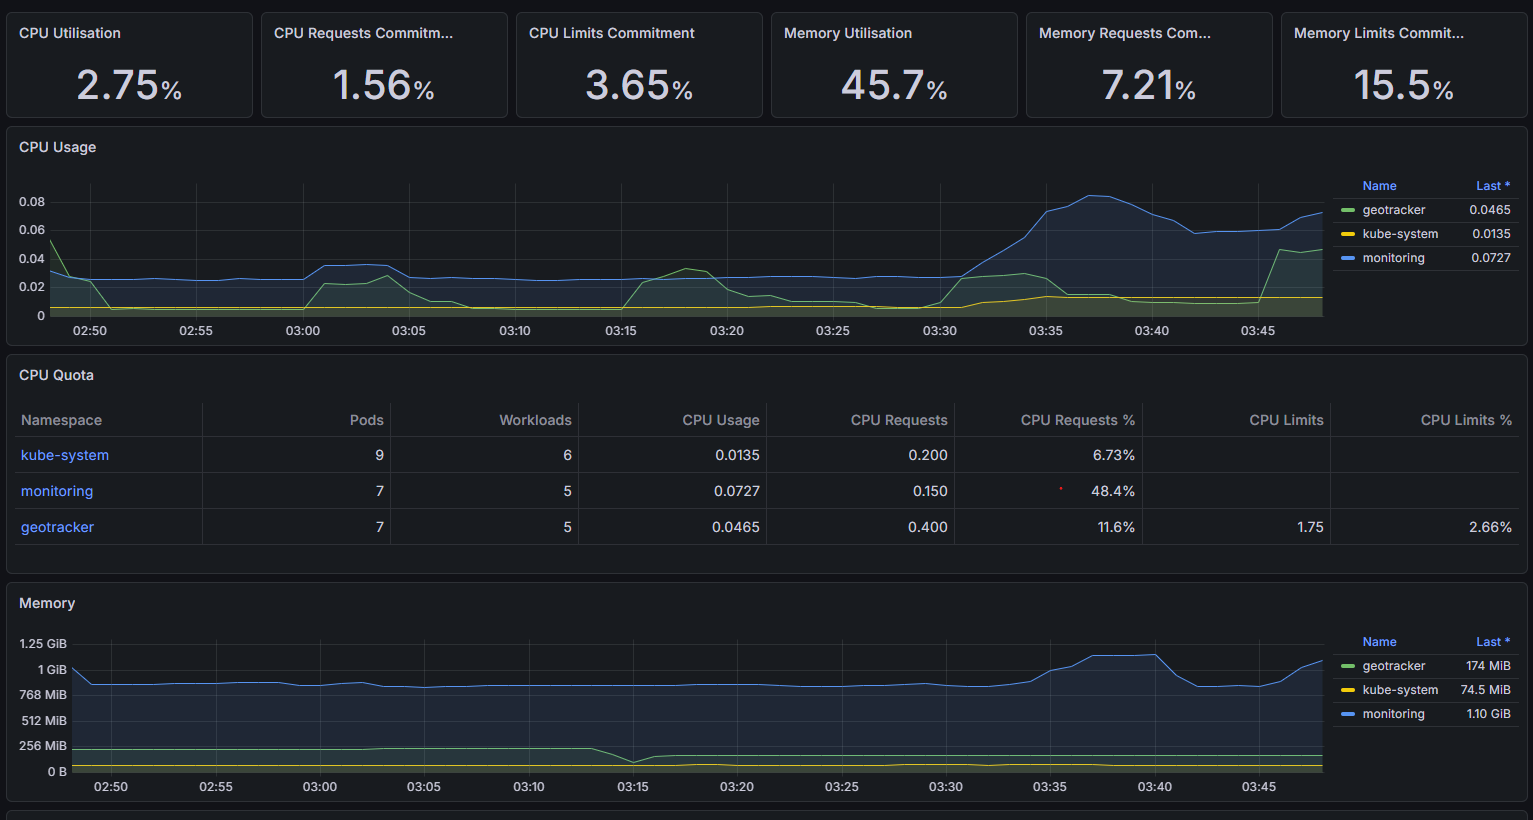 CPU Utilisation
2.75%
CPU Requests Commitm...
1.56%
CPU Limits Commitment
3.65%
Memory Utilisation
45.7%
Memory Requests Com...
7.21%
Memory Limits Commit...
15.5%
CPU Usage
0.08
0.06
0.04
0.02
0
02:50 02:55 03:00 03:05 03:10 03:15 03:20 03:25 03:30 03:35 03:40 03:45
Name Last *
geotracker 0.0465
kube-system 0.0135
monitoring 0.0727
CPU Quota
Namespace Pods Workloads CPU Usage CPU Requests CPU Requests % CPU Limits CPU Limits %
kube-system 9 6 0.0135 0.200 6.73%
monitoring 7 5 0.0727 0.150 48.4%
geotracker 7 5 0.0465 0.400 11.6% 1.75 2.66%
Memory
1.25 GiB
1 GiB
768 MiB
512 MiB
256 MiB
0 B
02:50 02:55 03:00 03:05 03:10 03:15 03:20 03:25 03:30 03:35 03:40 03:45
Name Last *
geotracker 174 MiB
kube-system 74.5 MiB
monitoring 1.10 GiB